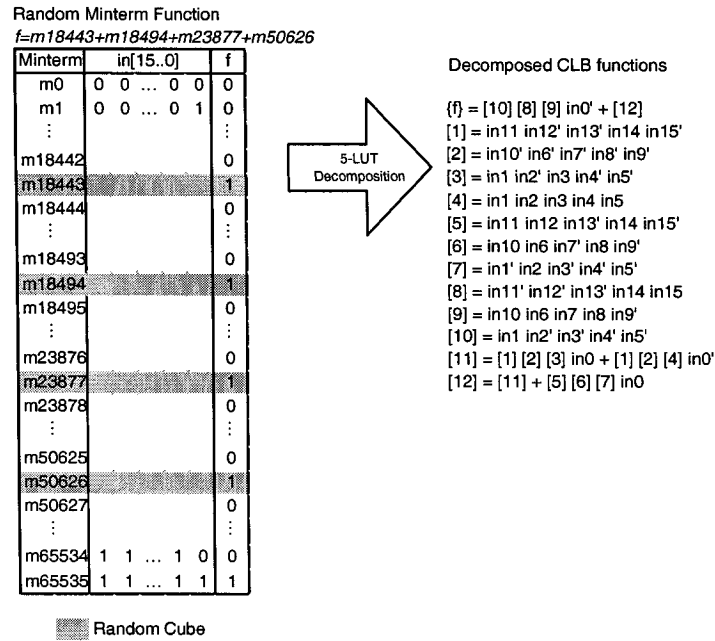 Random Minterm Function
f=m18443+m18494+m23877+m50626
Minterm in[15..0] f
m0 0 0 ... 0 0 0
m1 0 0 ... 0 1 0
⋮ ⋮
m18442 0
m18443 1
m18444 0
⋮ ⋮
m18493 0
m18494 1
m18495 0
⋮ ⋮
m23876 0
m23877 1
m23878 0
⋮ ⋮
m50625 0
m50626 1
m50627 0
⋮ ⋮
m65534 1 1 ... 1 0 0
m65535 1 1 ... 1 1 1
Random Cube
5-LUT
Decomposition
Decomposed CLB functions
{f} = [10] [8] [9] in0' + [12]
[1] = in11 in12' in13' in14 in15'
[2] = in10' in6' in7' in8' in9'
[3] = in1 in2' in3 in4' in5'
[4] = in1 in2 in3 in4 in5
[5] = in11 in12 in13' in14 in15'
[6] = in10 in6 in7' in8 in9'
[7] = in1' in2 in3' in4' in5'
[8] = in11' in12' in13' in14 in15
[9] = in10 in6 in7 in8 in9'
[10] = in1 in2' in3' in4' in5'
[11] = [1] [2] [3] in0 + [1] [2] [4] in0'
[12] = [11] + [5] [6] [7] in0